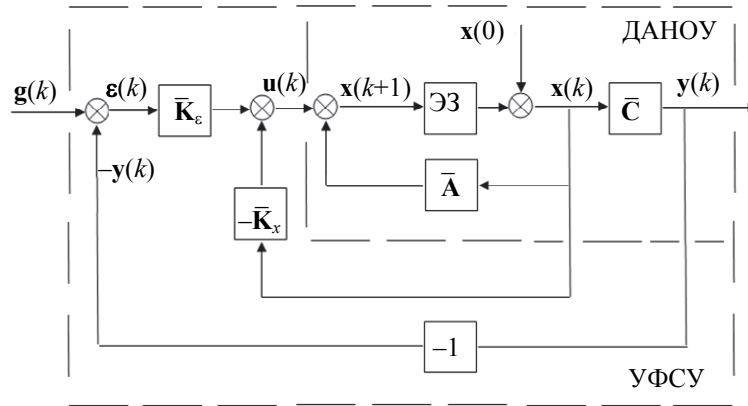 x(0)
ДАНОУ
g(k)
ε(k)
K̄ε
u(k)
x(k+1)
ЭЗ
x(k)
C̄
y(k)
–y(k)
Ā
–K̄x
–1
УФСУ